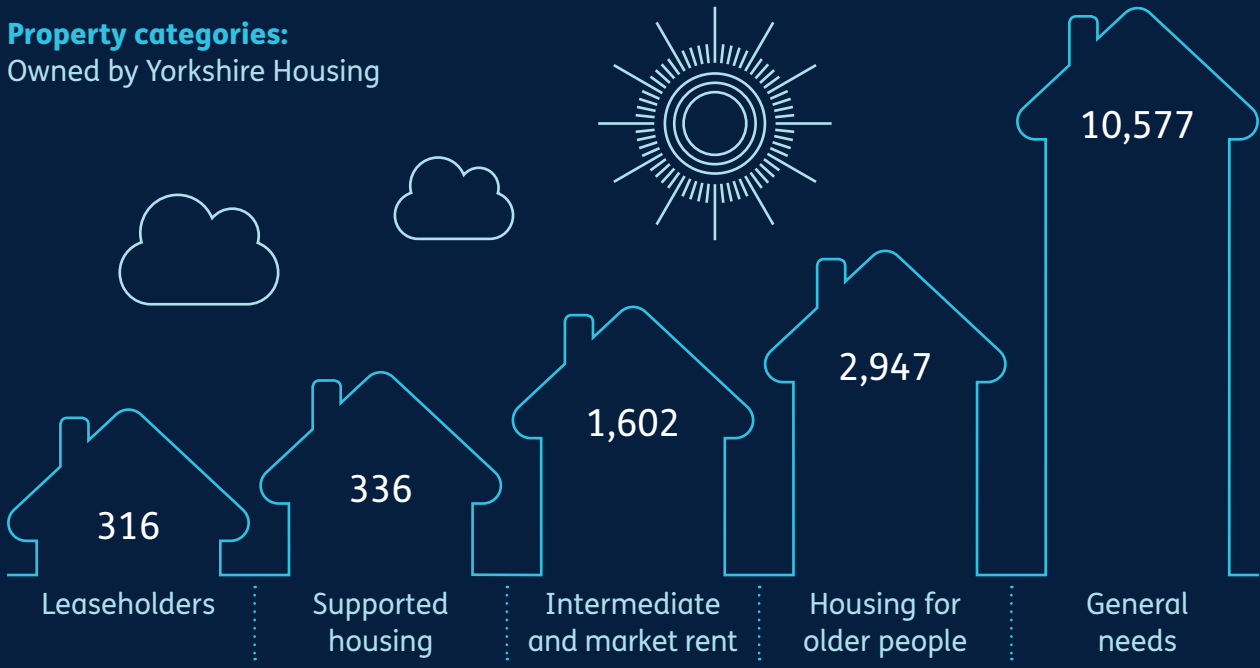 Property categories:
Owned by Yorkshire Housing
316
Leaseholders
336
Supported
housing
1,602
Intermediate
and market rent
2,947
Housing for
older people
10,577
General
needs